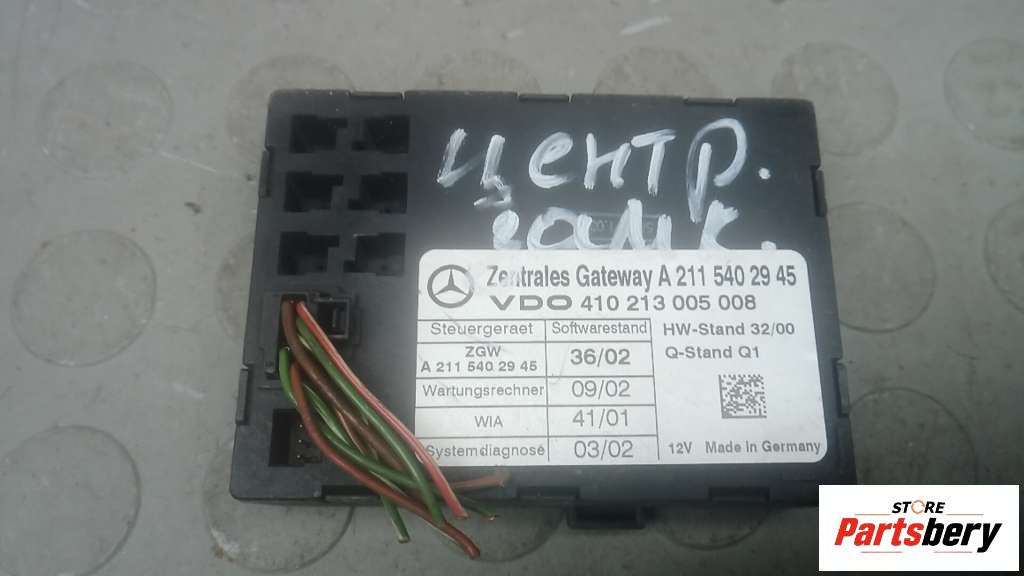 центр.
замк.
Zentrales Gateway A 211 540 29 45
VDO 410 213 005 008
Steuergeraet Softwarestand HW-Stand 32/00
ZGW
A 211 540 29 45 36/02 Q-Stand Q1
Wartungsrechner 09/02
WIA 41/01
Systemdiagnose 03/02 12V Made in Germany
STORE
Partsbery